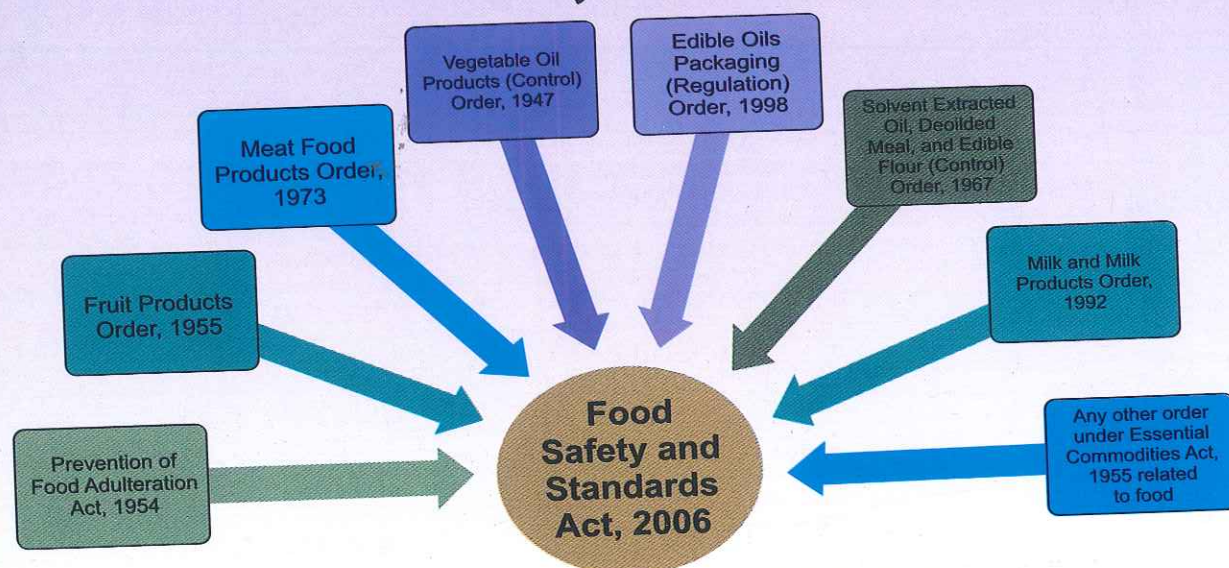 Prevention of
Food Adulteration
Act, 1954
Fruit Products
Order, 1955
Meat Food
Products Order,
1973
Vegetable Oil
Products (Control)
Order, 1947
Edible Oils
Packaging
(Regulation)
Order, 1998
Solvent Extracted
Oil, Deoilded
Meal, and Edible
Flour (Control)
Order, 1967
Milk and Milk
Products Order,
1992
Any other order
under Essential
Commodities Act,
1955 related
to food
Food
Safety and
Standards
Act, 2006